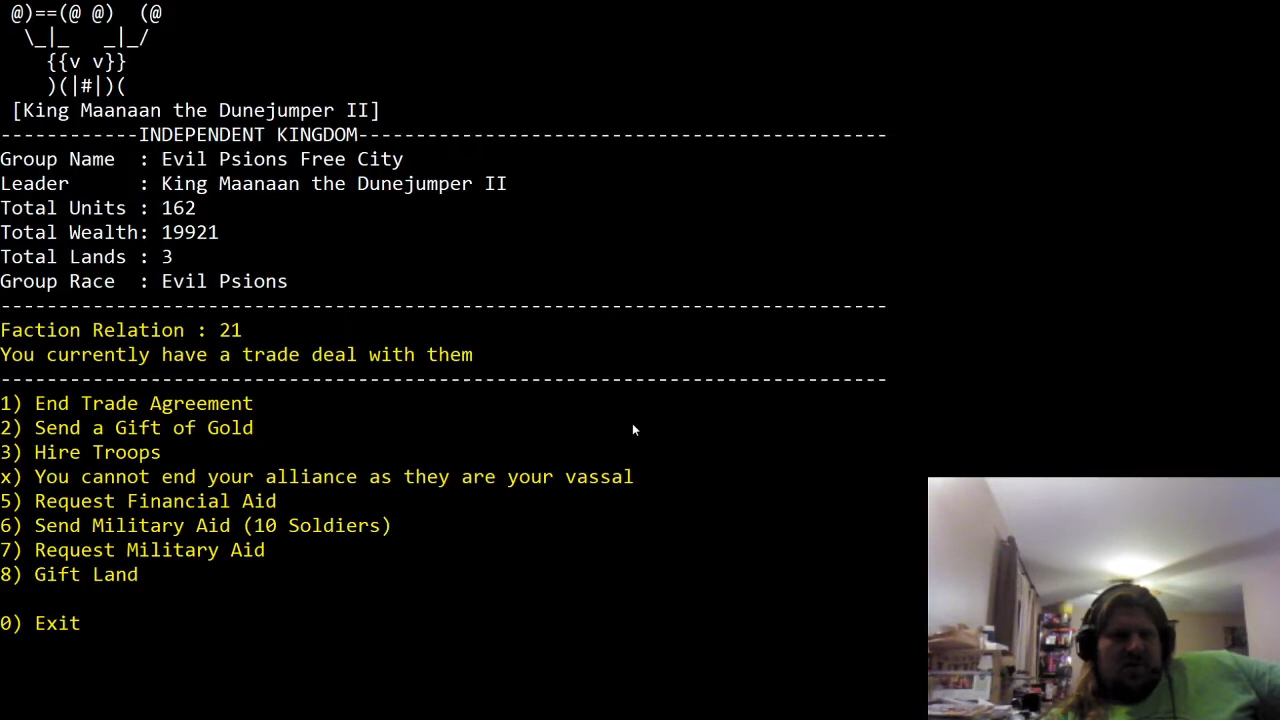 @)==(@ @)  (@
\_|_   _|_/
{{v v}}
)(|#|)(
[King Maanaan the Dunejumper II]
------------INDEPENDENT KINGDOM----------------------------------------------
Group Name  : Evil Psions Free City
Leader      : King Maanaan the Dunejumper II
Total Units : 162
Total Wealth: 19921
Total Lands : 3
Group Race  : Evil Psions
-----------------------------------------------------------------------------
Faction Relation : 21
You currently have a trade deal with them
-----------------------------------------------------------------------------
1) End Trade Agreement
2) Send a Gift of Gold
3) Hire Troops
x) You cannot end your alliance as they are your vassal
5) Request Financial Aid
6) Send Military Aid (10 Soldiers)
7) Request Military Aid
8) Gift Land
0) Exit